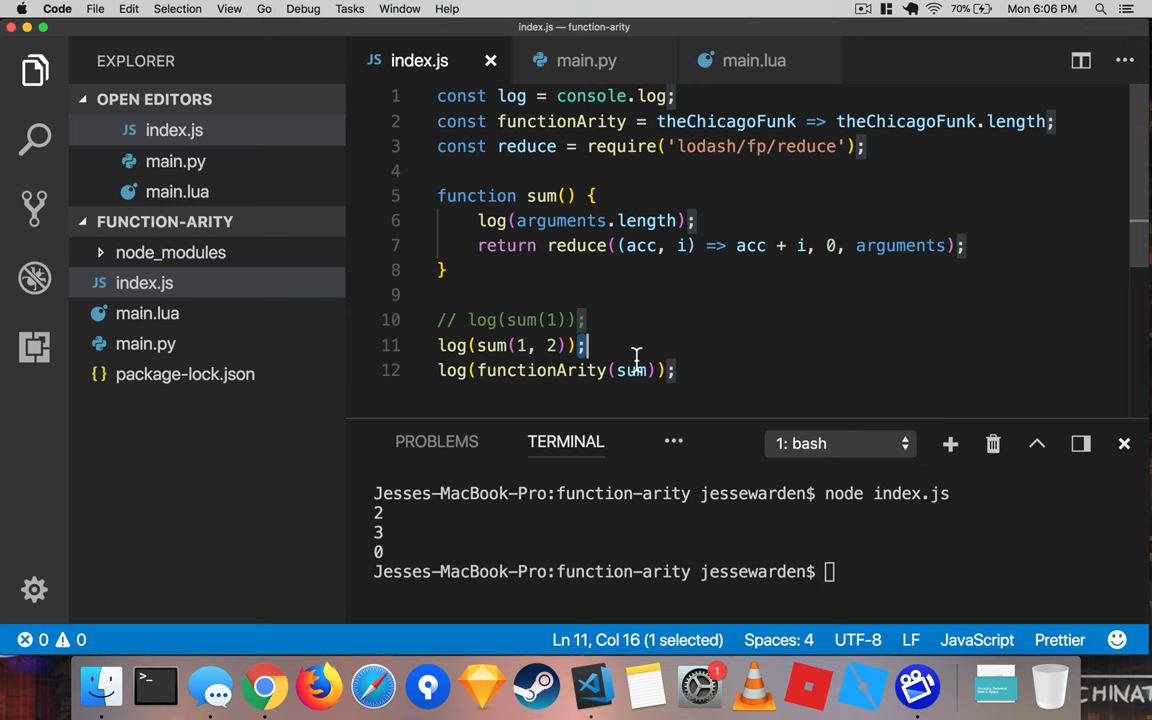 Code File Edit Selection View Go Debug Tasks Window Help 70% Mon 6:06 PM
index.js — function-arity
EXPLORER
JS index.js main.py main.lua
OPEN EDITORS
JS index.js
main.py
main.lua
FUNCTION-ARITY
node_modules
JS index.js
main.lua
main.py
{} package-lock.json
1 const log = console.log;
2 const functionArity = theChicagoFunk => theChicagoFunk.length;
3 const reduce = require('lodash/fp/reduce');
4
5 function sum() {
6 log(arguments.length);
7 return reduce((acc, i) => acc + i, 0, arguments);
8 }
9
10 // log(sum(1));
11 log(sum(1, 2));
12 log(functionArity(sum));
PROBLEMS TERMINAL ••• 1: bash
Jesses-MacBook-Pro:function-arity jessewarden$ node index.js
2
3
0
Jesses-MacBook-Pro:function-arity jessewarden$
0 0 Ln 11, Col 16 (1 selected) Spaces: 4 UTF-8 LF JavaScript Prettier
>_
1
CHINAT